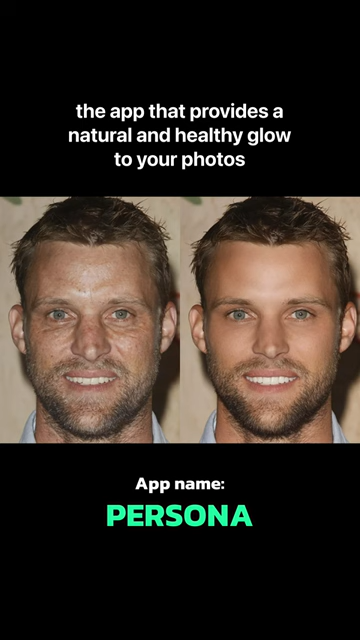 the app that provides a
natural and healthy glow
to your photos
App name:
PERSONA